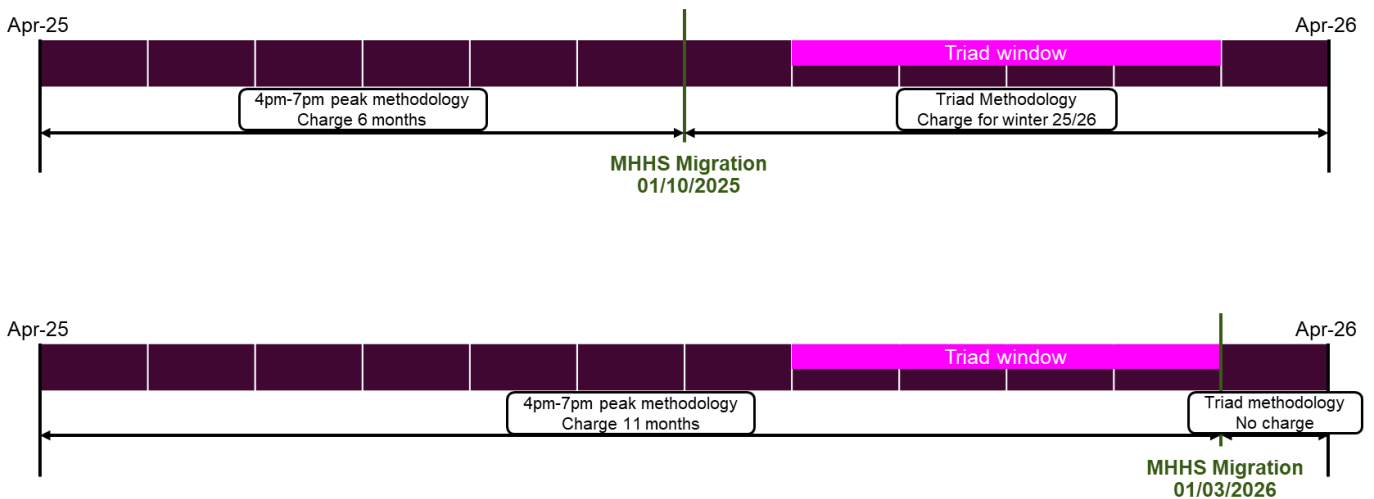 Apr-25
Apr-26
Triad window
4pm-7pm peak methodology
Charge 6 months
Triad Methodology
Charge for winter 25/26
MHHS Migration
01/10/2025
Apr-25
Apr-26
Triad window
4pm-7pm peak methodology
Charge 11 months
Triad methodology
No charge
MHHS Migration
01/03/2026